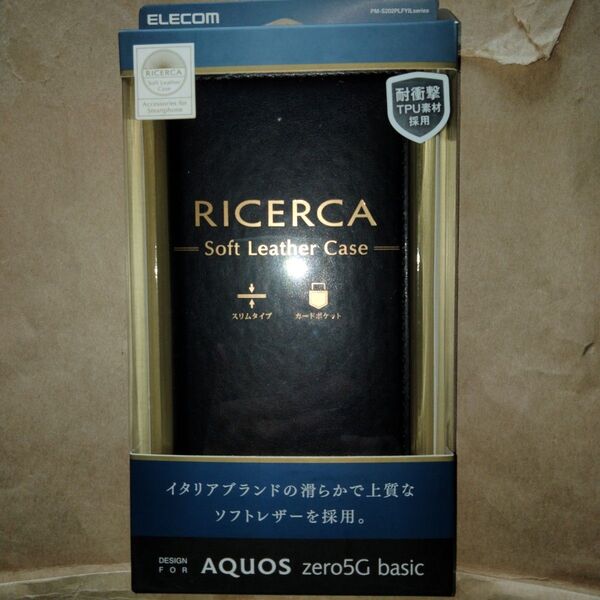 ELECOM
PM-S202PLFY2Lseries
RICERCA
Soft Leather
Case
Accessories for
Smartphone
耐衝撃
TPU素材
採用
RICERCA
Soft Leather Case
スリムタイプ
カードポケット
イタリアブランドの滑らかで上質な
ソフトレザーを採用。
DESIGN
FOR
AQUOS zero5G basic